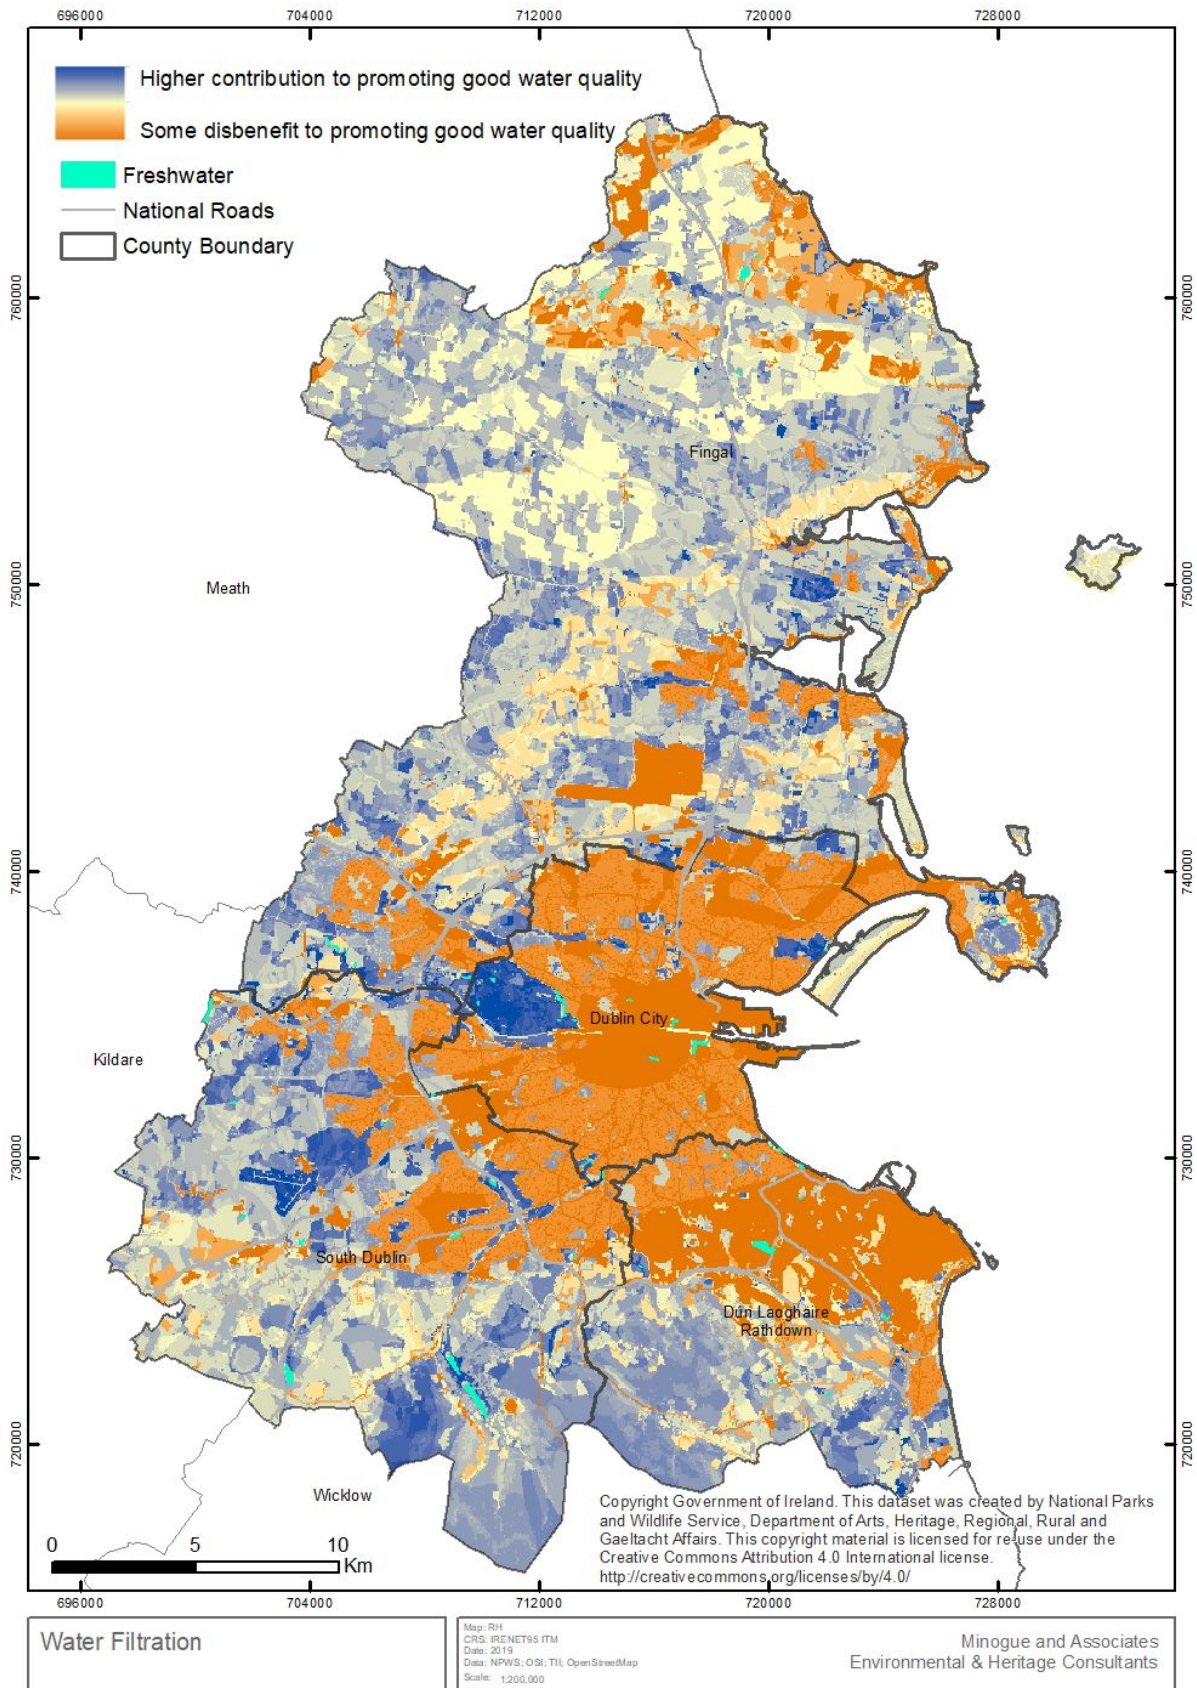 696000 704000 712000 720000 728000
Higher contribution to promoting good water quality
Some disbenefit to promoting good water quality
Freshwater
National Roads
County Boundary
760000 760000
Fingal
Meath
750000 750000
740000 740000
Dublin City
Kildare
730000 730000
South Dublin
Dún Laoghaire
Rathdown
720000 720000
Wicklow
Copyright Government of Ireland. This dataset was created by National Parks
and Wildlife Service, Department of Arts, Heritage, Regional, Rural and
Gaeltacht Affairs. This copyright material is licensed for re-use under the
Creative Commons Attribution 4.0 International license.
http://creativecommons.org/licenses/by/4.0/
0 5 10
Km
696000 704000 712000 720000 728000
Water Filtration
Map: RH
CRS: IRENET95 ITM
Date: 2019
Data: NPWS; OSI; TII; OpenStreetMap
Scale: 1:200,000
Minogue and Associates
Environmental & Heritage Consultants